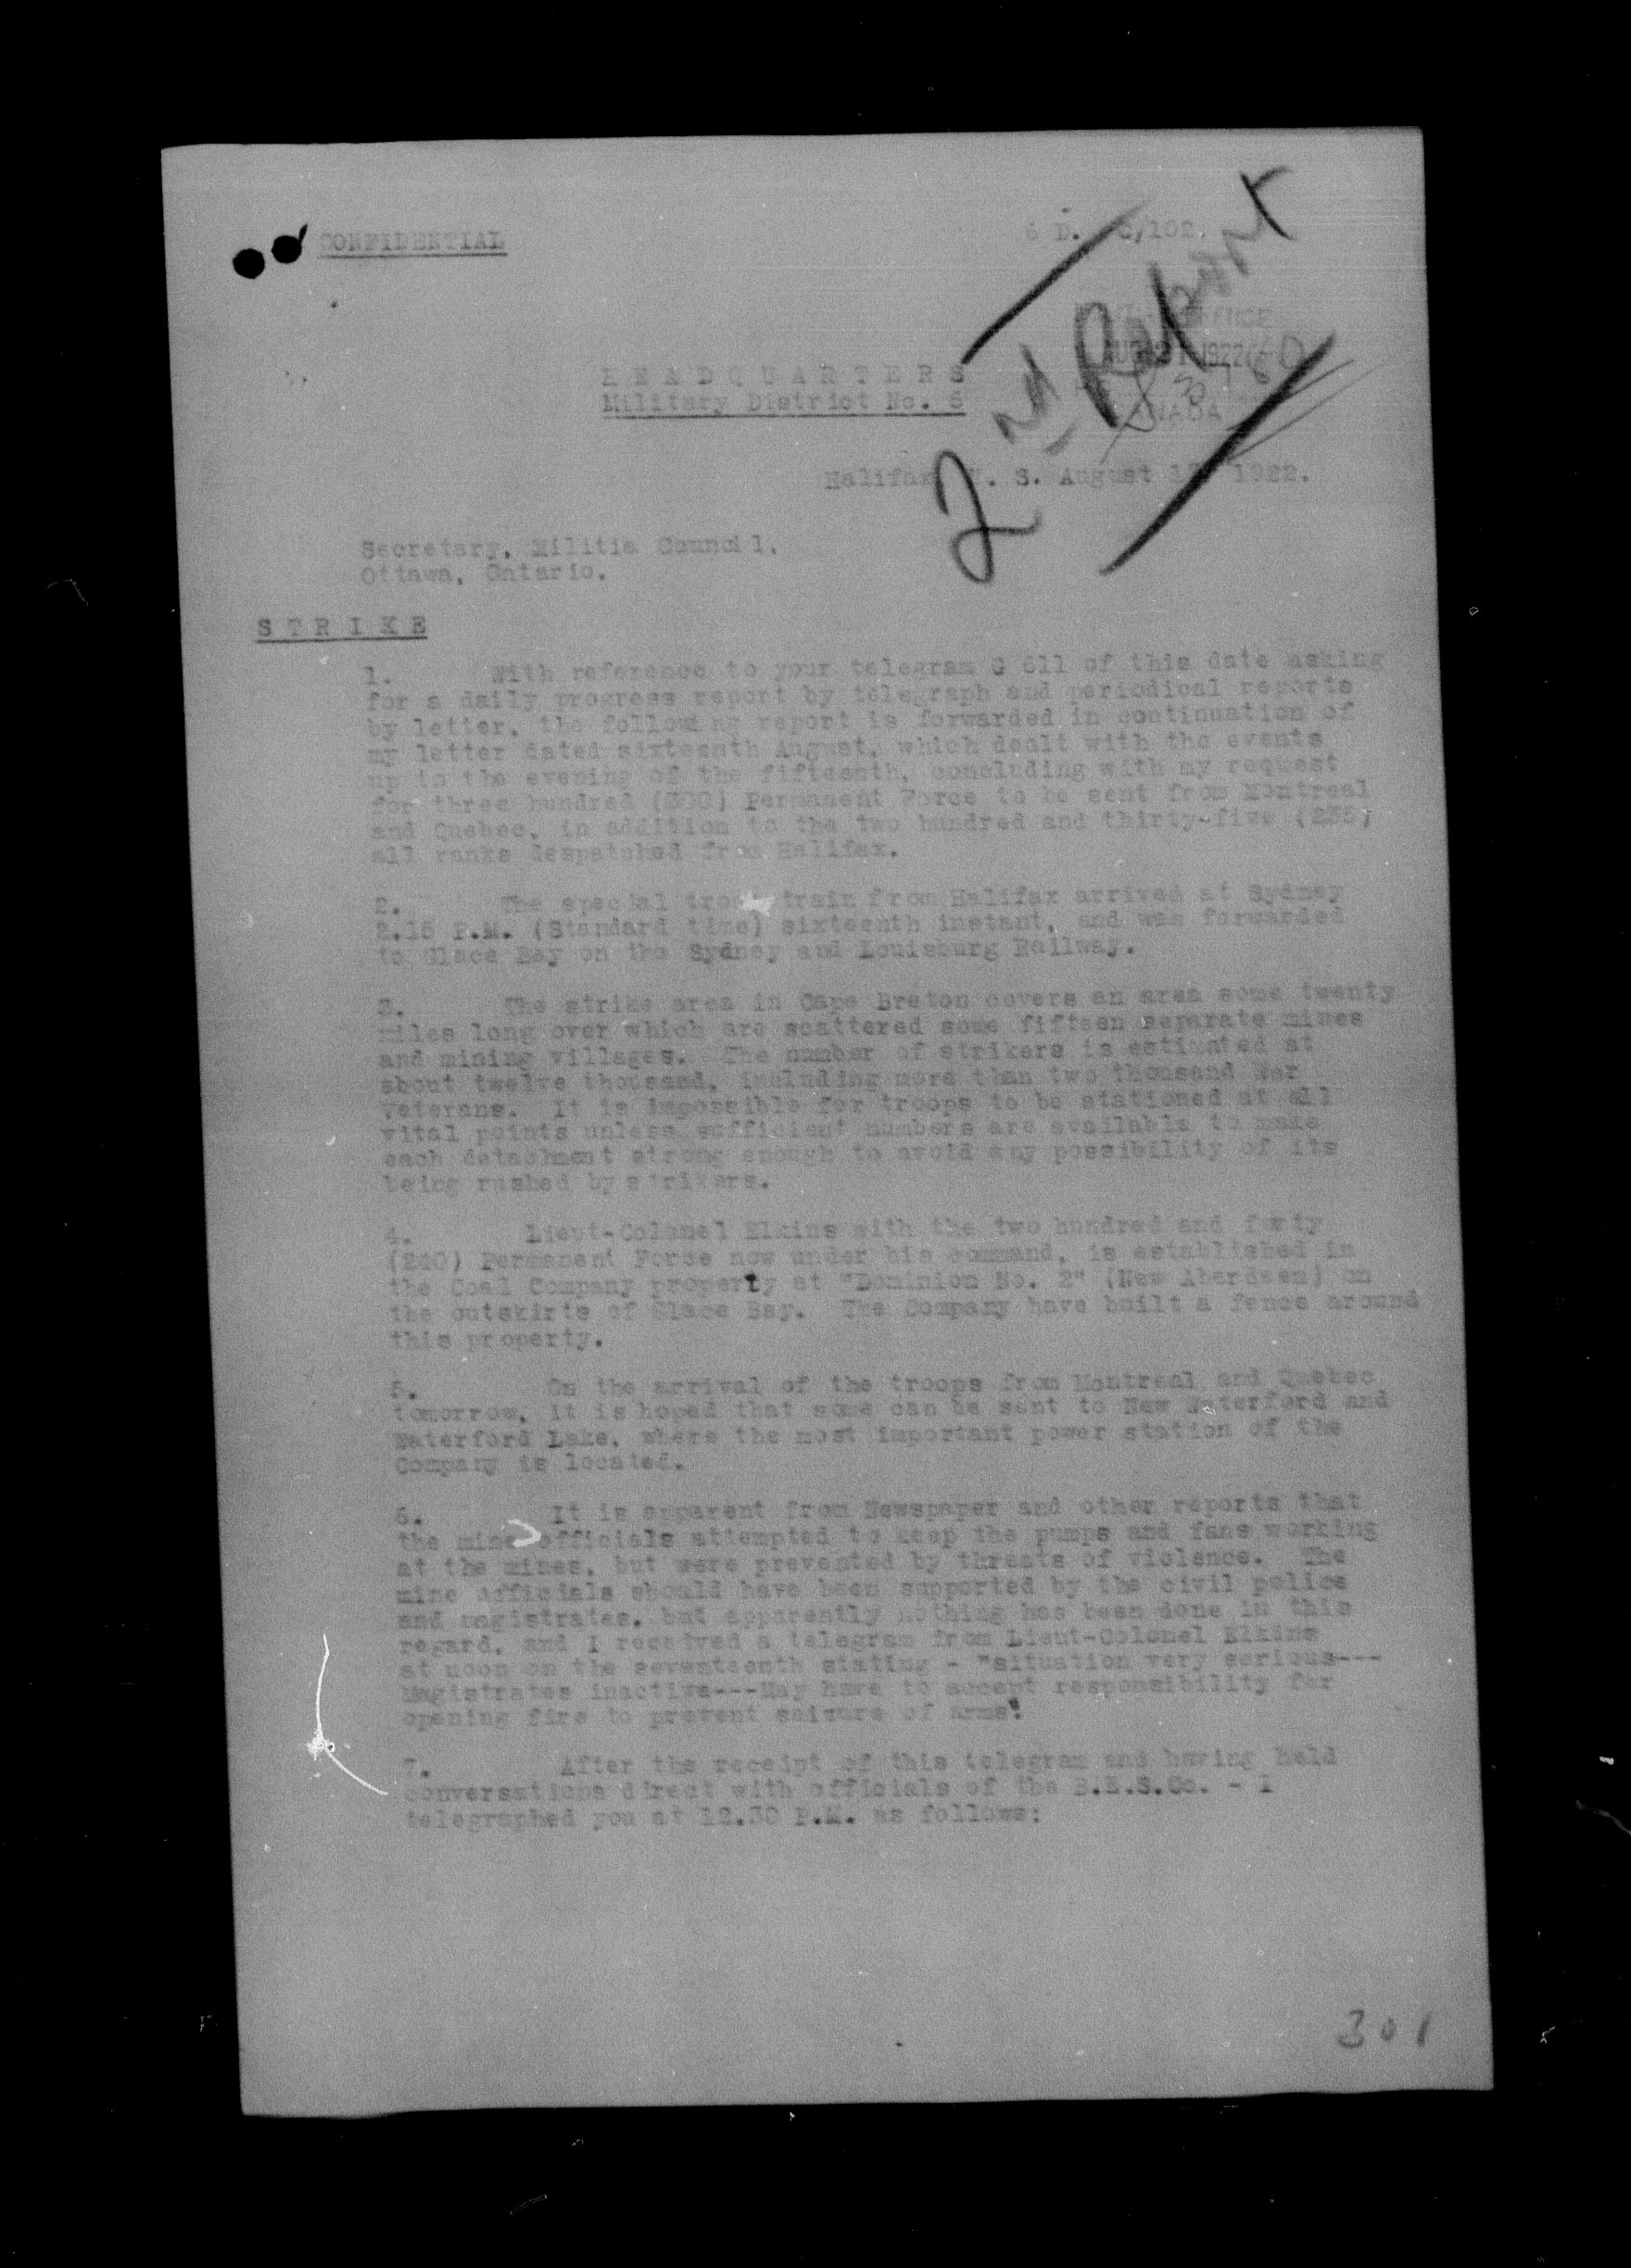 CONFIDENTIAL
C/102.
2nd Report
AUG 21 1922
CANADA
H E A D Q U A R T E R S
Military District No. 6
Halifax, N. S. August 1922.
Secretary, Militia Council,
Ottawa, Ontario.
S T R I K E
1. With reference to your telegram G 611 of this date asking
for a daily progress report by telegraph and periodical reports
by letter, the following report is forwarded in continuation of
my letter dated sixteenth August, which dealt with the events
up to the evening of the fifteenth, concluding with my request
for three hundred (300) Permanent Force to be sent from Montreal
and Quebec, in addition to the two hundred and thirty-five (235)
all ranks despatched from Halifax.
2. The special troop train from Halifax arrived at Sydney
2.15 P.M. (Standard time) sixteenth instant, and was forwarded
to Glace Bay on the Sydney and Louisburg Railway.
3. The strike area in Cape Breton covers an area some twenty
miles long over which are scattered some fifteen separate mines
and mining villages. The number of strikers is estimated at
about twelve thousand, including more than two thousand War
Veterans. It is impossible for troops to be stationed at all
vital points unless sufficient numbers are available to make
each detachment strong enough to avoid any possibility of its
being rushed by strikers.
4. Lieut-Colonel Elkins with the two hundred and forty
(240) Permanent Force now under his command, is established in
the Coal Company property at "Dominion No. 2" (New Aberdeen) on
the outskirts of Glace Bay. The Company have built a fence around
this property.
5. On the arrival of the troops from Montreal and Quebec
tomorrow, it is hoped that some can be sent to New Waterford and
Waterford Lake, where the most important power station of the
Company is located.
6. It is apparent from Newspaper and other reports that
the mine officials attempted to keep the pumps and fans working
at the mines, but were prevented by threats of violence. The
mine officials should have been supported by the civil police
and magistrates, but apparently nothing has been done in this
regard, and I received a telegram from Lieut-Colonel Elkins
at noon on the seventeenth stating - "situation very serious---
Magistrates inactive---May have to accept responsibility for
opening fire to prevent seizure of arms".
7. After the receipt of this telegram and having held
conversations direct with officials of the B.E.S.Co. - I
telegraphed you at 12.30 P.M. as follows:
301